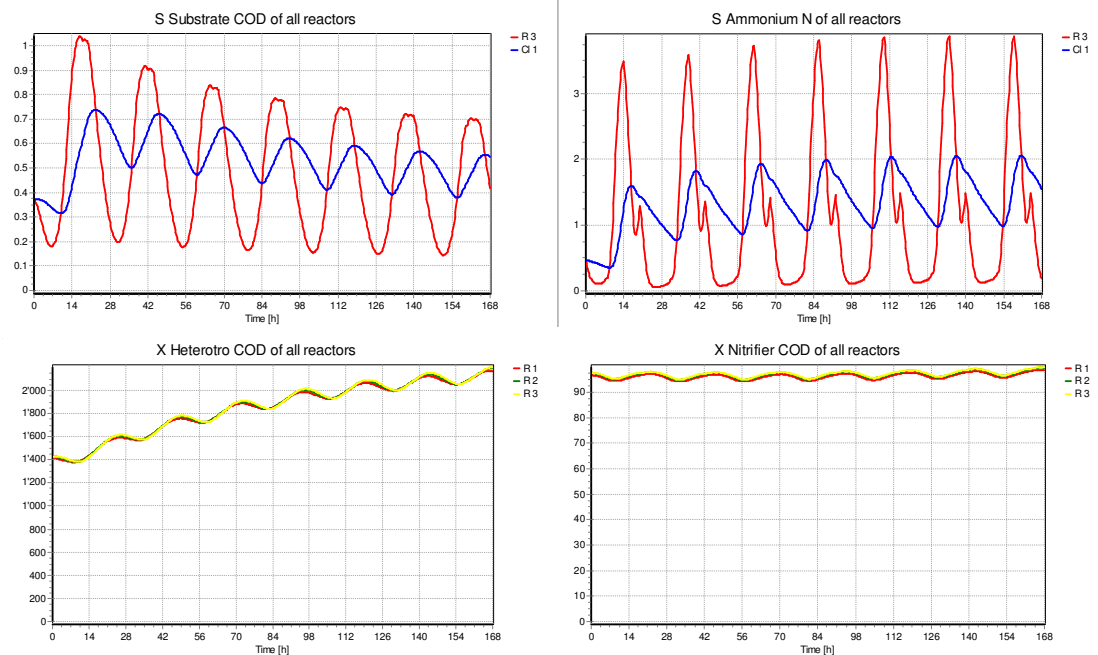 S Substrate COD of all reactors
R 3
Cl 1
1
0.9
0.8
0.7
0.6
0.5
0.4
0.3
0.2
0.1
0
0 14 28 42 56 70 84 98 112 126 140 154 168
Time [h]
S Ammonium N of all reactors
R 3
Cl 1
3
2
1
0
0 14 28 42 56 70 84 98 112 126 140 154 168
Time [h]
X Heterotro COD of all reactors
R 1
R 2
R 3
2'000
1'800
1'600
1'400
1'200
1'000
800
600
400
200
0
0 14 28 42 56 70 84 98 112 126 140 154 168
Time [h]
X Nitrifier COD of all reactors
R 1
R 2
R 3
90
80
70
60
50
40
30
20
10
0
0 14 28 42 56 70 84 98 112 126 140 154 168
Time [h]